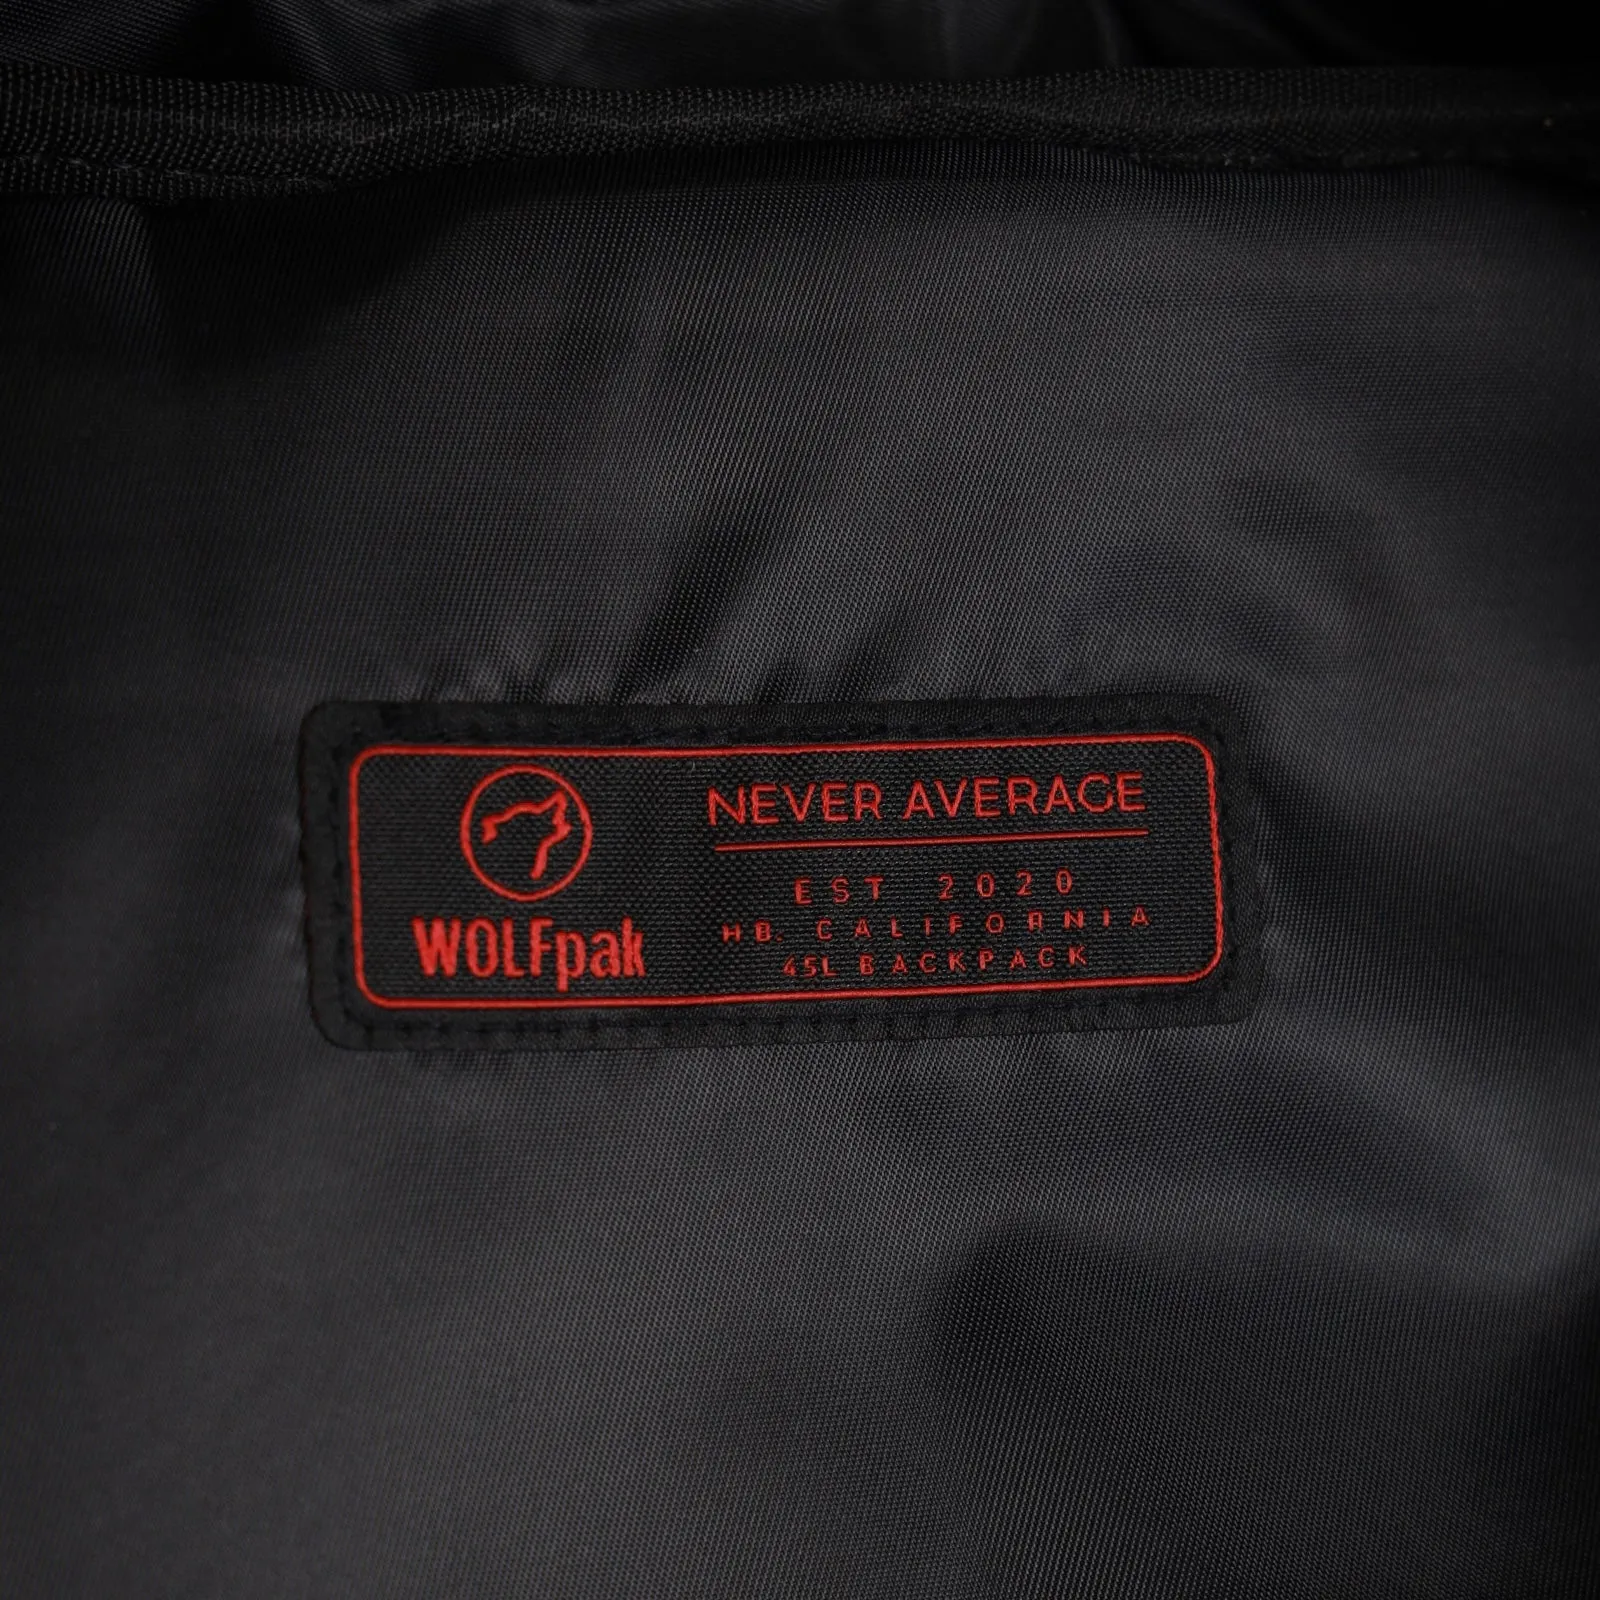 WOLFpak
NEVER AVERAGE
EST 2020
HB. CALIFORNIA
45L BACKPACK